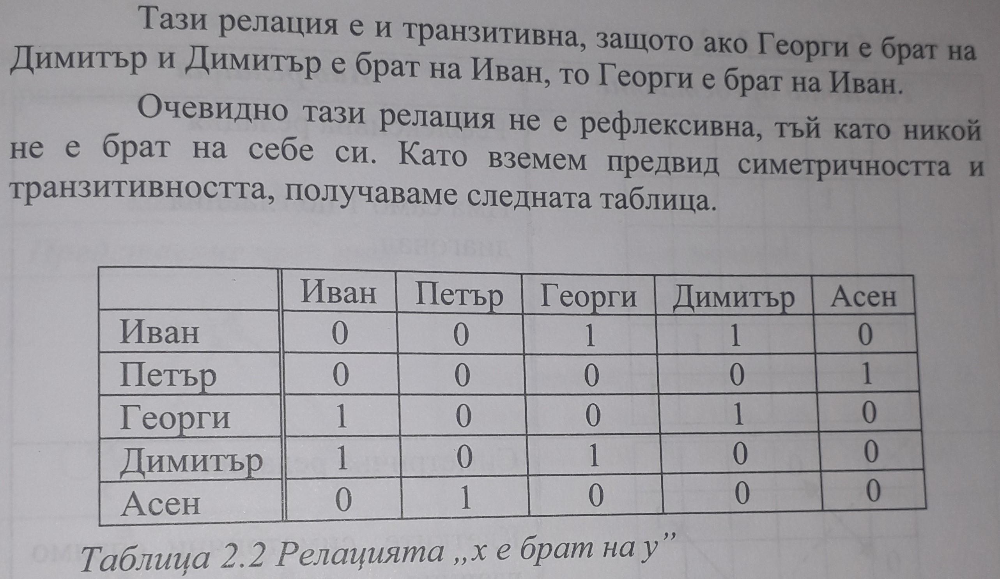 Тази релация е и транзитивна, защото ако Георги е брат на
Димитър и Димитър е брат на Иван, то Георги е брат на Иван.
Очевидно тази релация не е рефлексивна, тъй като никой
не е брат на себе си. Като вземем предвид симетричността и
транзитивността, получаваме следната таблица.
Иван Петър Георги Димитър Асен
Иван 0 0 1 1 0
Петър 0 0 0 0 1
Георги 1 0 0 1 0
Димитър 1 0 1 0 0
Асен 0 1 0 0 0
Таблица 2.2 Релацията „x е брат на y”